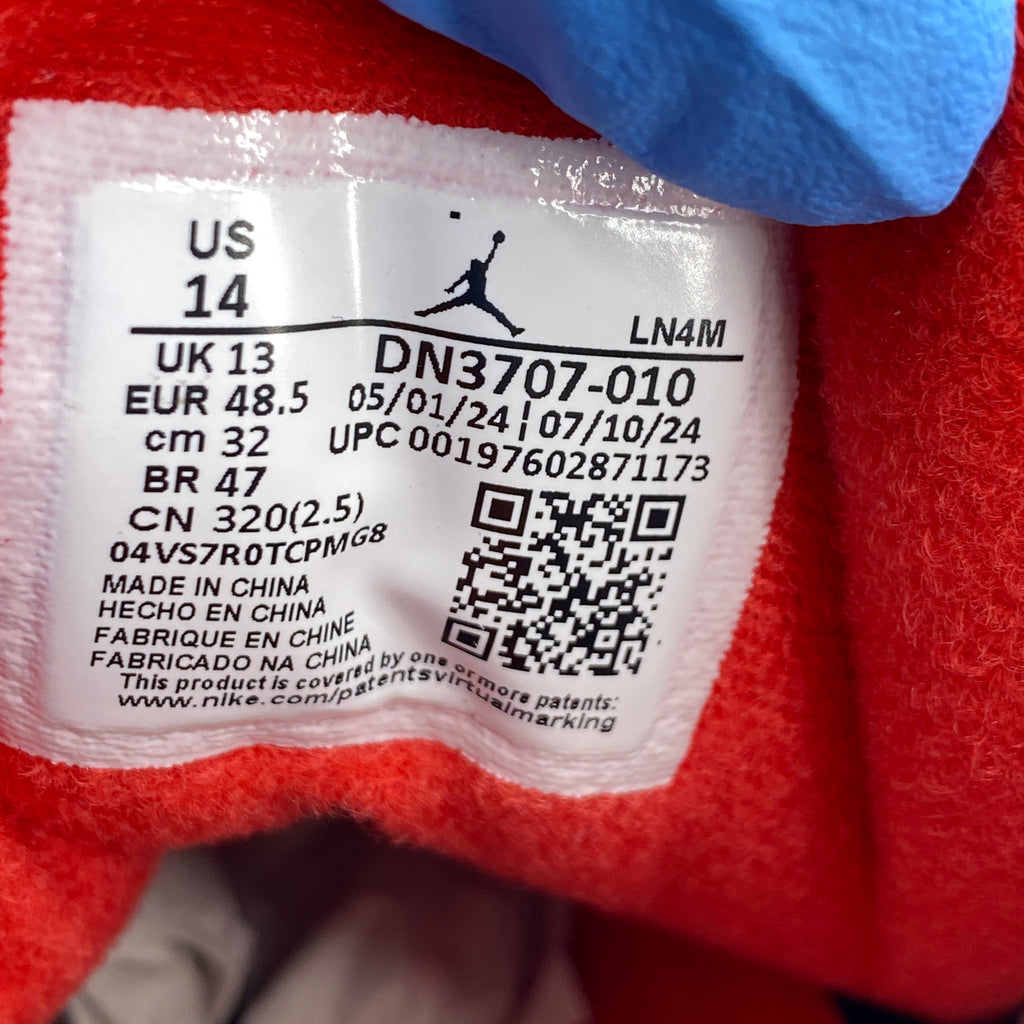 US
14
LN4M
UK 13
DN3707-010
EUR 48.5
05/01/24 ¦ 07/10/24
cm 32
UPC 00197602871173
BR 47
CN 320(2.5)
04VS7R0TCPMG8
MADE IN CHINA
HECHO EN CHINA
FABRIQUE EN CHINE
FABRICADO NA CHINA
This product is covered by one or more patents:
www.nike.com/patentsvirtualmarking